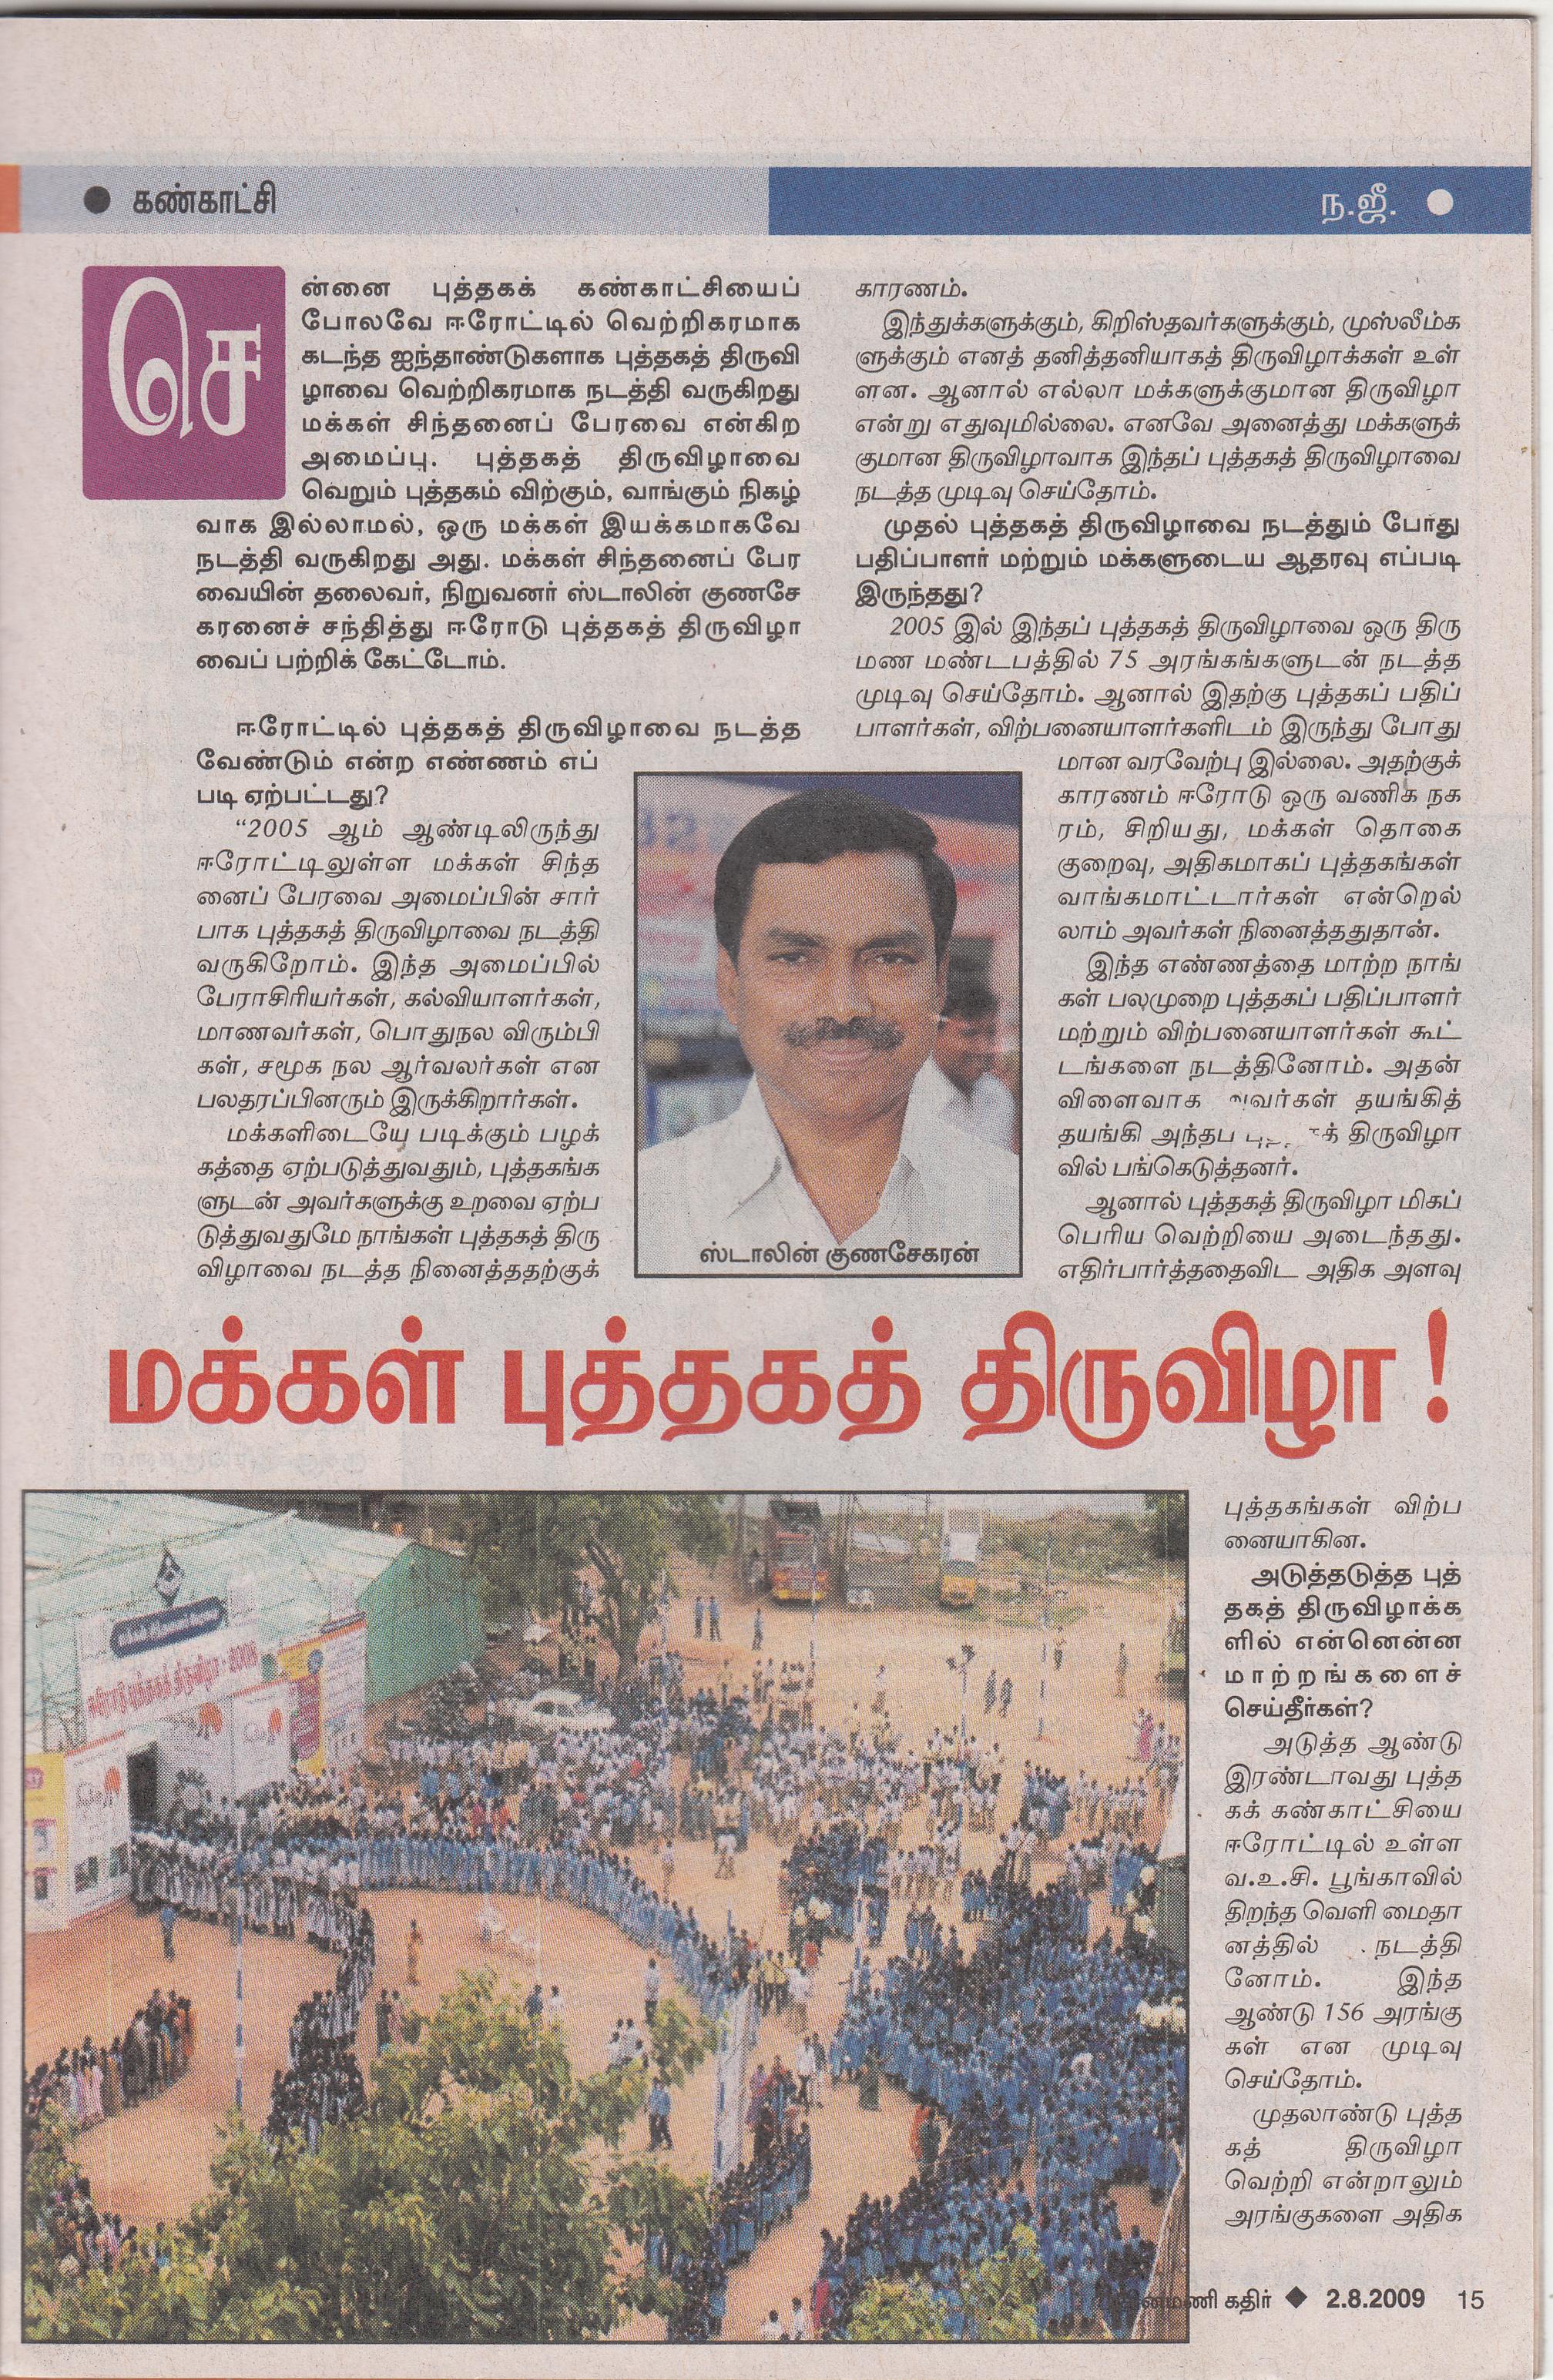 ● கண்காட்சி
ந.ஜீ. ●
சென்னை புத்தகக் கண்காட்சியைப்
போலவே ஈரோட்டில் வெற்றிகரமாக
கடந்த ஐந்தாண்டுகளாக புத்தகத் திருவி
ழாவை வெற்றிகரமாக நடத்தி வருகிறது
மக்கள் சிந்தனைப் பேரவை என்கிற
அமைப்பு. புத்தகத் திருவிழாவை
வெறும் புத்தகம் விற்கும், வாங்கும் நிகழ்
வாக இல்லாமல், ஒரு மக்கள் இயக்கமாகவே
நடத்தி வருகிறது அது. மக்கள் சிந்தனைப் பேர
வையின் தலைவர், நிறுவனர் ஸ்டாலின் குணசே
கரனைச் சந்தித்து ஈரோடு புத்தகத் திருவிழா
வைப் பற்றிக் கேட்டோம்.
ஈரோட்டில் புத்தகத் திருவிழாவை நடத்த
வேண்டும் என்ற எண்ணம் எப்
படி ஏற்பட்டது?
“2005 ஆம் ஆண்டிலிருந்து
ஈரோட்டிலுள்ள மக்கள் சிந்த
னைப் பேரவை அமைப்பின் சார்
பாக புத்தகத் திருவிழாவை நடத்தி
வருகிறோம். இந்த அமைப்பில்
பேராசிரியர்கள், கல்வியாளர்கள்,
மாணவர்கள், பொதுநல விரும்பி
கள், சமூக நல ஆர்வலர்கள் என
பலதரப்பினரும் இருக்கிறார்கள்.
மக்களிடையே படிக்கும் பழக்
கத்தை ஏற்படுத்துவதும், புத்தகங்க
ளுடன் அவர்களுக்கு உறவை ஏற்ப
டுத்துவதுமே நாங்கள் புத்தகத் திரு
விழாவை நடத்த நினைத்ததற்குக்
காரணம்.
இந்துக்களுக்கும், கிறிஸ்தவர்களுக்கும், முஸ்லீம்க
ளுக்கும் எனத் தனித்தனியாகத் திருவிழாக்கள் உள்
ளன. ஆனால் எல்லா மக்களுக்குமான திருவிழா
என்று எதுவுமில்லை. எனவே அனைத்து மக்களுக்
குமான திருவிழாவாக இந்தப் புத்தகத் திருவிழாவை
நடத்த முடிவு செய்தோம்.
முதல் புத்தகத் திருவிழாவை நடத்தும் போது
பதிப்பாளர் மற்றும் மக்களுடைய ஆதரவு எப்படி
இருந்தது?
2005 இல் இந்தப் புத்தகத் திருவிழாவை ஒரு திரு
மண மண்டபத்தில் 75 அரங்கங்களுடன் நடத்த
முடிவு செய்தோம். ஆனால் இதற்கு புத்தகப் பதிப்
பாளர்கள், விற்பனையாளர்களிடம் இருந்து போது
மான வரவேற்பு இல்லை. அதற்குக்
காரணம் ஈரோடு ஒரு வணிக நக
ரம், சிறியது, மக்கள் தொகை
குறைவு, அதிகமாகப் புத்தகங்கள்
வாங்கமாட்டார்கள் என்றெல்
லாம் அவர்கள் நினைத்ததுதான்.
இந்த எண்ணத்தை மாற்ற நாங்
கள் பலமுறை புத்தகப் பதிப்பாளர்
மற்றும் விற்பனையாளர்கள் கூட்
டங்களை நடத்தினோம். அதன்
விளைவாக அவர்கள் தயங்கித்
தயங்கி திருவிழா
வில் பங்கெடுத்தனர்.
ஆனால் புத்தகத் திருவிழா மிகப்
பெரிய வெற்றியை அடைந்தது.
எதிர்பார்த்ததைவிட அதிக அளவு
ஸ்டாலின் குணசேகரன்
மக்கள் புத்தகத் திருவிழா !
புத்தகங்கள் விற்ப
னையாகின.
அடுத்தடுத்த புத்
தகத் திருவிழாக்க
ளில் என்னென்ன
மாற்றங்களைச்
செய்தீர்கள்?
அடுத்த ஆண்டு
இரண்டாவது புத்த
கக் கண்காட்சியை
ஈரோட்டில் உள்ள
வ.உ.சி. பூங்காவில்
திறந்த வெளி மைதா
னத்தில் நடத்தி
னோம். இந்த
ஆண்டு 156 அரங்கு
கள் என முடிவு
செய்தோம்.
முதலாண்டு புத்த
கத் திருவிழா
வெற்றி என்றாலும்
அரங்குகளை அதிக
ஈரோடு புத்தகத் திருவிழா - 2008
கதிர் ◆ 2.8.2009 15